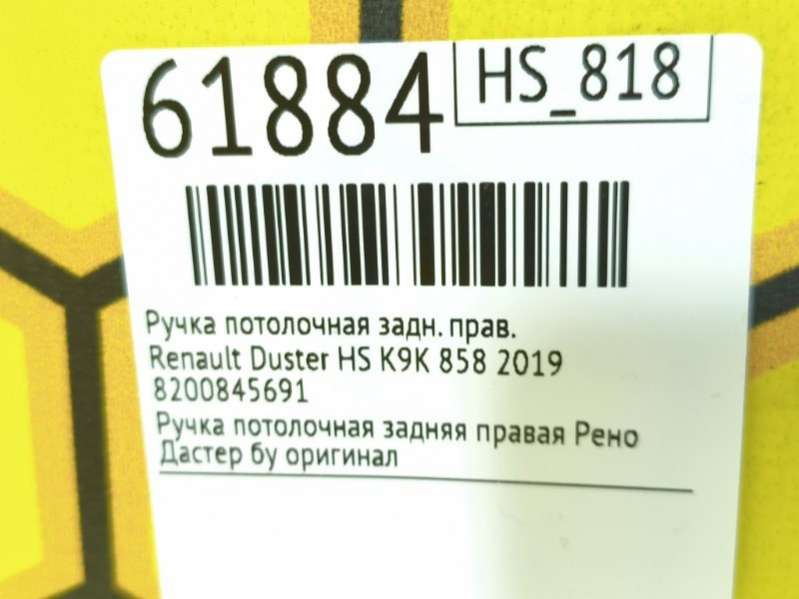 61884
HS_818
Ручка потолочная задн. прав.
Renault Duster HS K9K 858 2019
8200845691
Ручка потолочная задняя правая Рено
Дастер бу оригинал